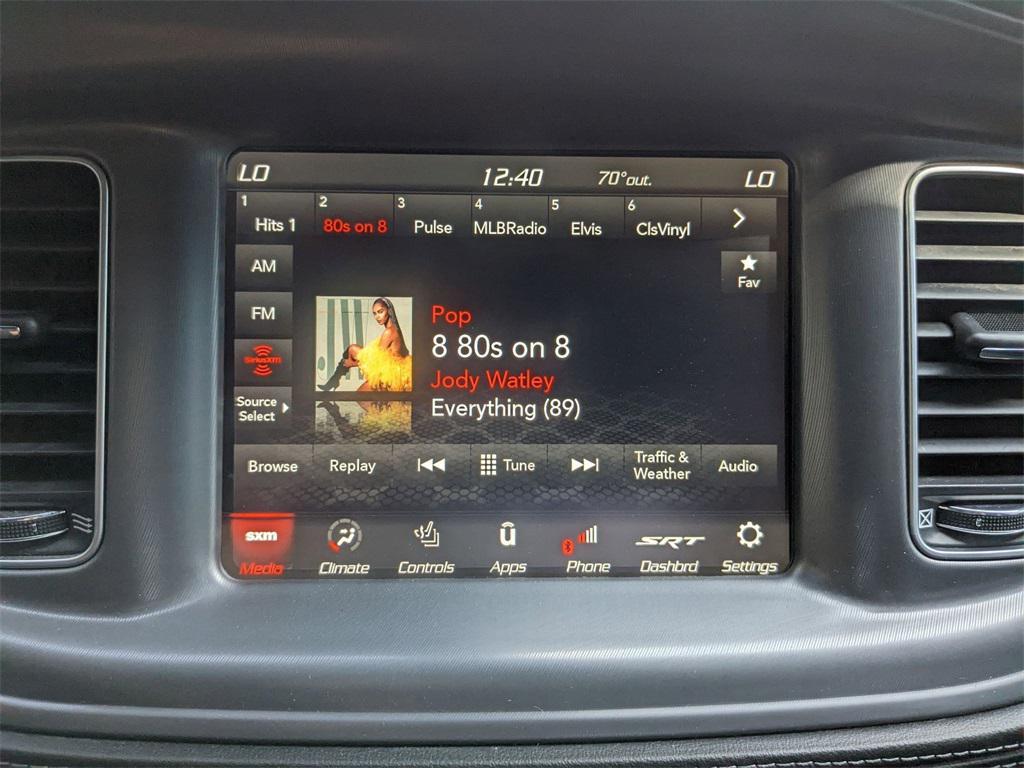 LO 12:40 70°out. LO
1 Hits 1 2 80s on 8 3 Pulse 4 MLBRadio 5 Elvis 6 ClsVinyl
AM
Fav
FM
SiriusXM
Source
Select
Pop
8 80s on 8
Jody Watley
Everything (89)
Browse Replay Tune Traffic & Weather Audio
sxm SRT
Media Climate Controls Apps Phone Dashbrd Settings